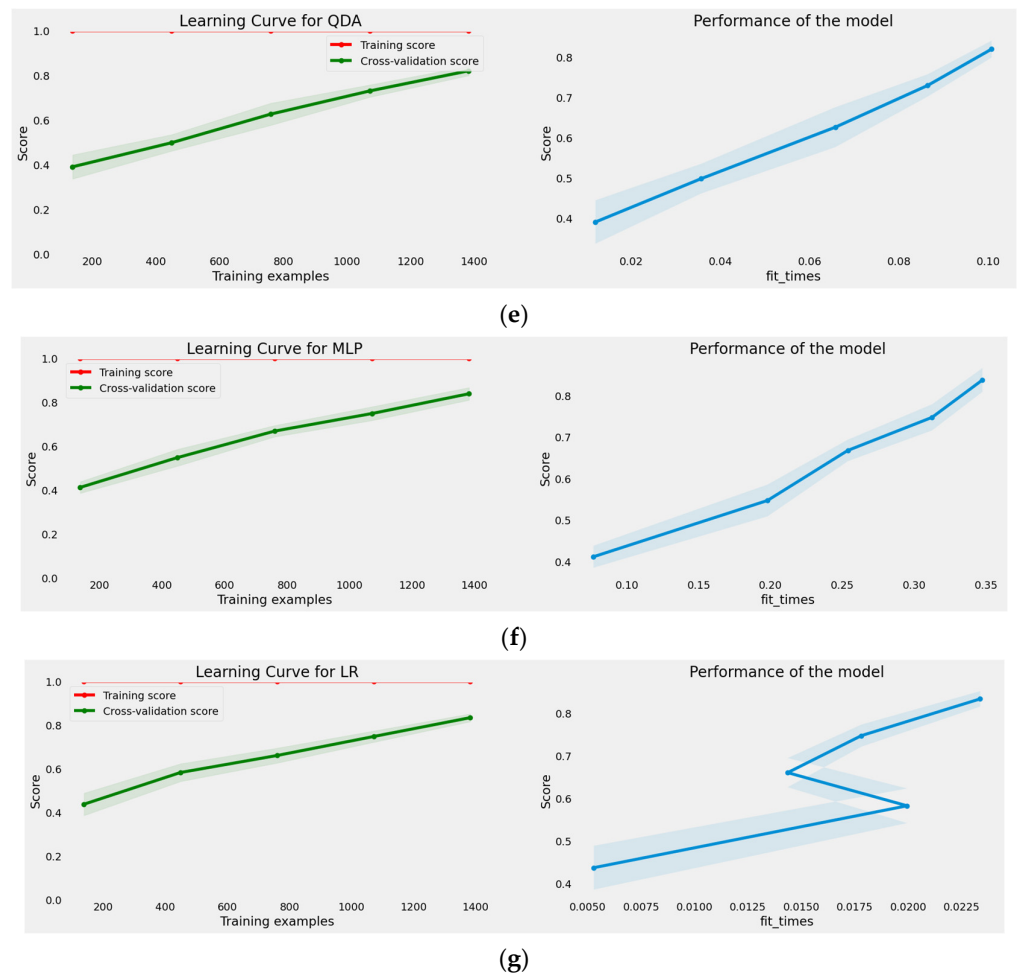 Learning Curve for QDA
1.0
0.8
0.6
0.4
0.2
0.0
Score
Training score
Cross-validation score
200 400 600 800 1000 1200 1400
Training examples
Performance of the model
0.8
0.7
0.6
0.5
0.4
Score
0.02 0.04 0.06 0.08 0.10
fit_times
(e)
Learning Curve for MLP
1.0
0.8
0.6
0.4
0.2
0.0
Score
Training score
Cross-validation score
200 400 600 800 1000 1200 1400
Training examples
Performance of the model
0.8
0.7
0.6
0.5
0.4
Score
0.10 0.15 0.20 0.25 0.30 0.35
fit_times
(f)
Learning Curve for LR
1.0
0.8
0.6
0.4
0.2
0.0
Score
Training score
Cross-validation score
200 400 600 800 1000 1200 1400
Training examples
Performance of the model
0.8
0.7
0.6
0.5
0.4
Score
0.0050 0.0075 0.0100 0.0125 0.0150 0.0175 0.0200 0.0225
fit_times
(g)